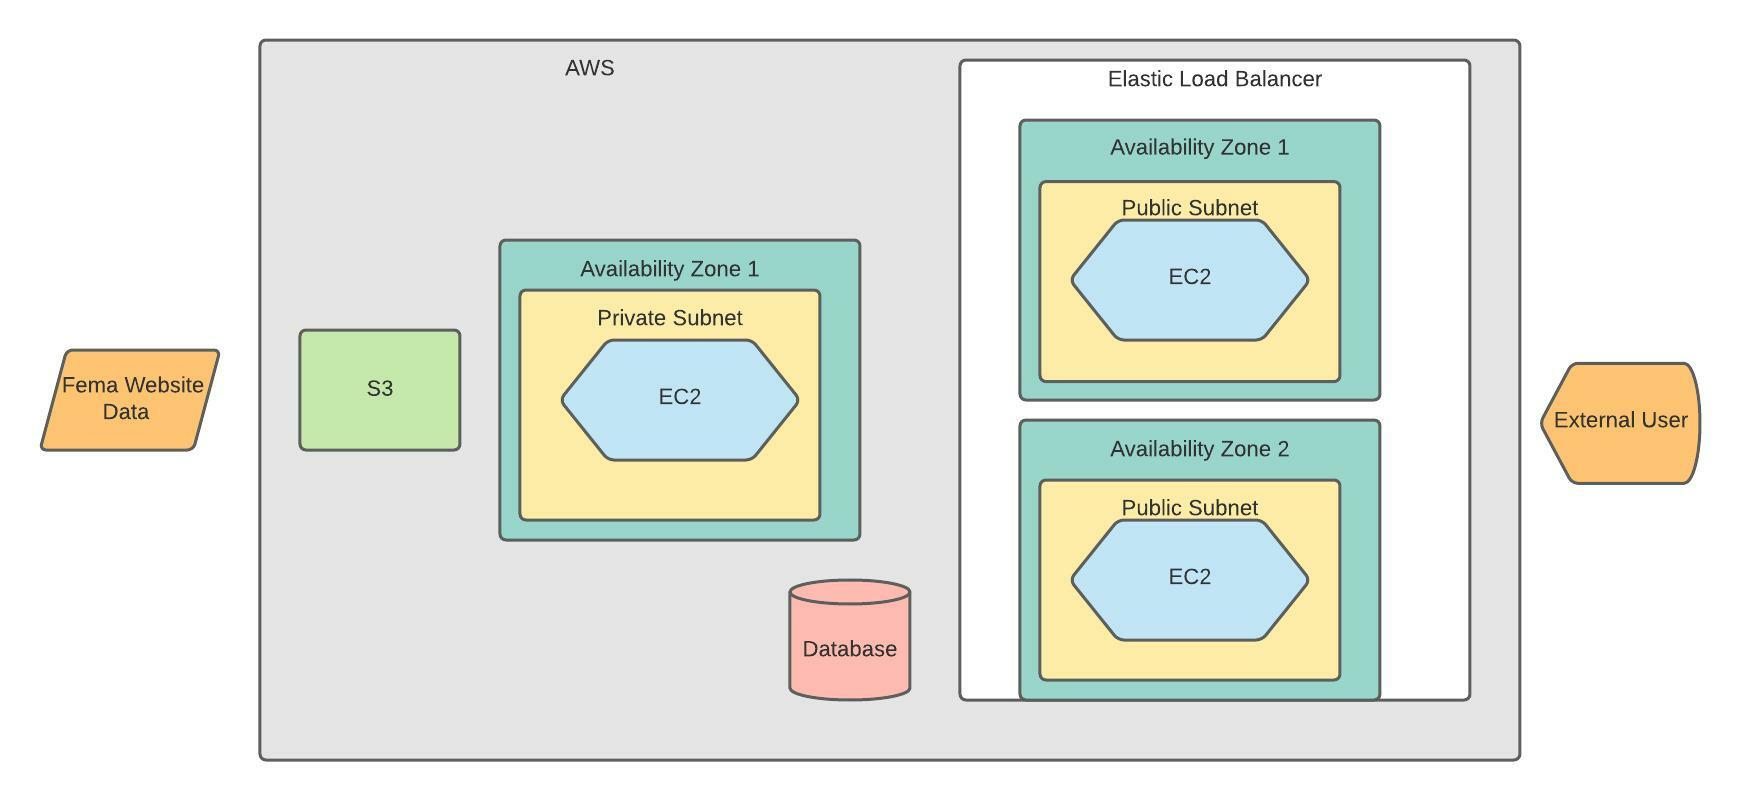 AWS
Elastic Load Balancer
Availability Zone 1
Public Subnet
EC2
Availability Zone 1
Private Subnet
EC2
S3
Fema Website
Data
External User
Availability Zone 2
Public Subnet
EC2
Database